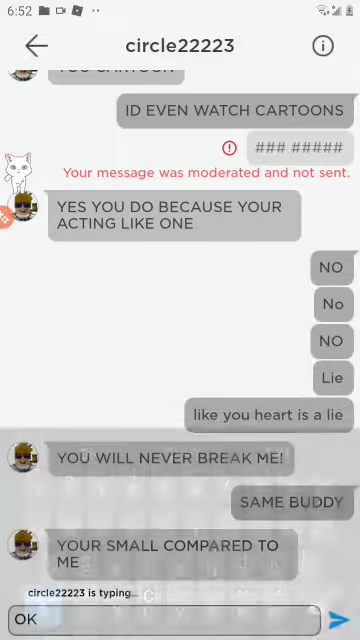 6:52
circle22223
YOU CARTOON
ID EVEN WATCH CARTOONS
### #####
Your message was moderated and not sent.
YES YOU DO BECAUSE YOUR
ACTING LIKE ONE
NO
No
NO
Lie
like you heart is a lie
YOU WILL NEVER BREAK ME!
SAME BUDDY
YOUR SMALL COMPARED TO
ME
circle22223 is typing...
OK